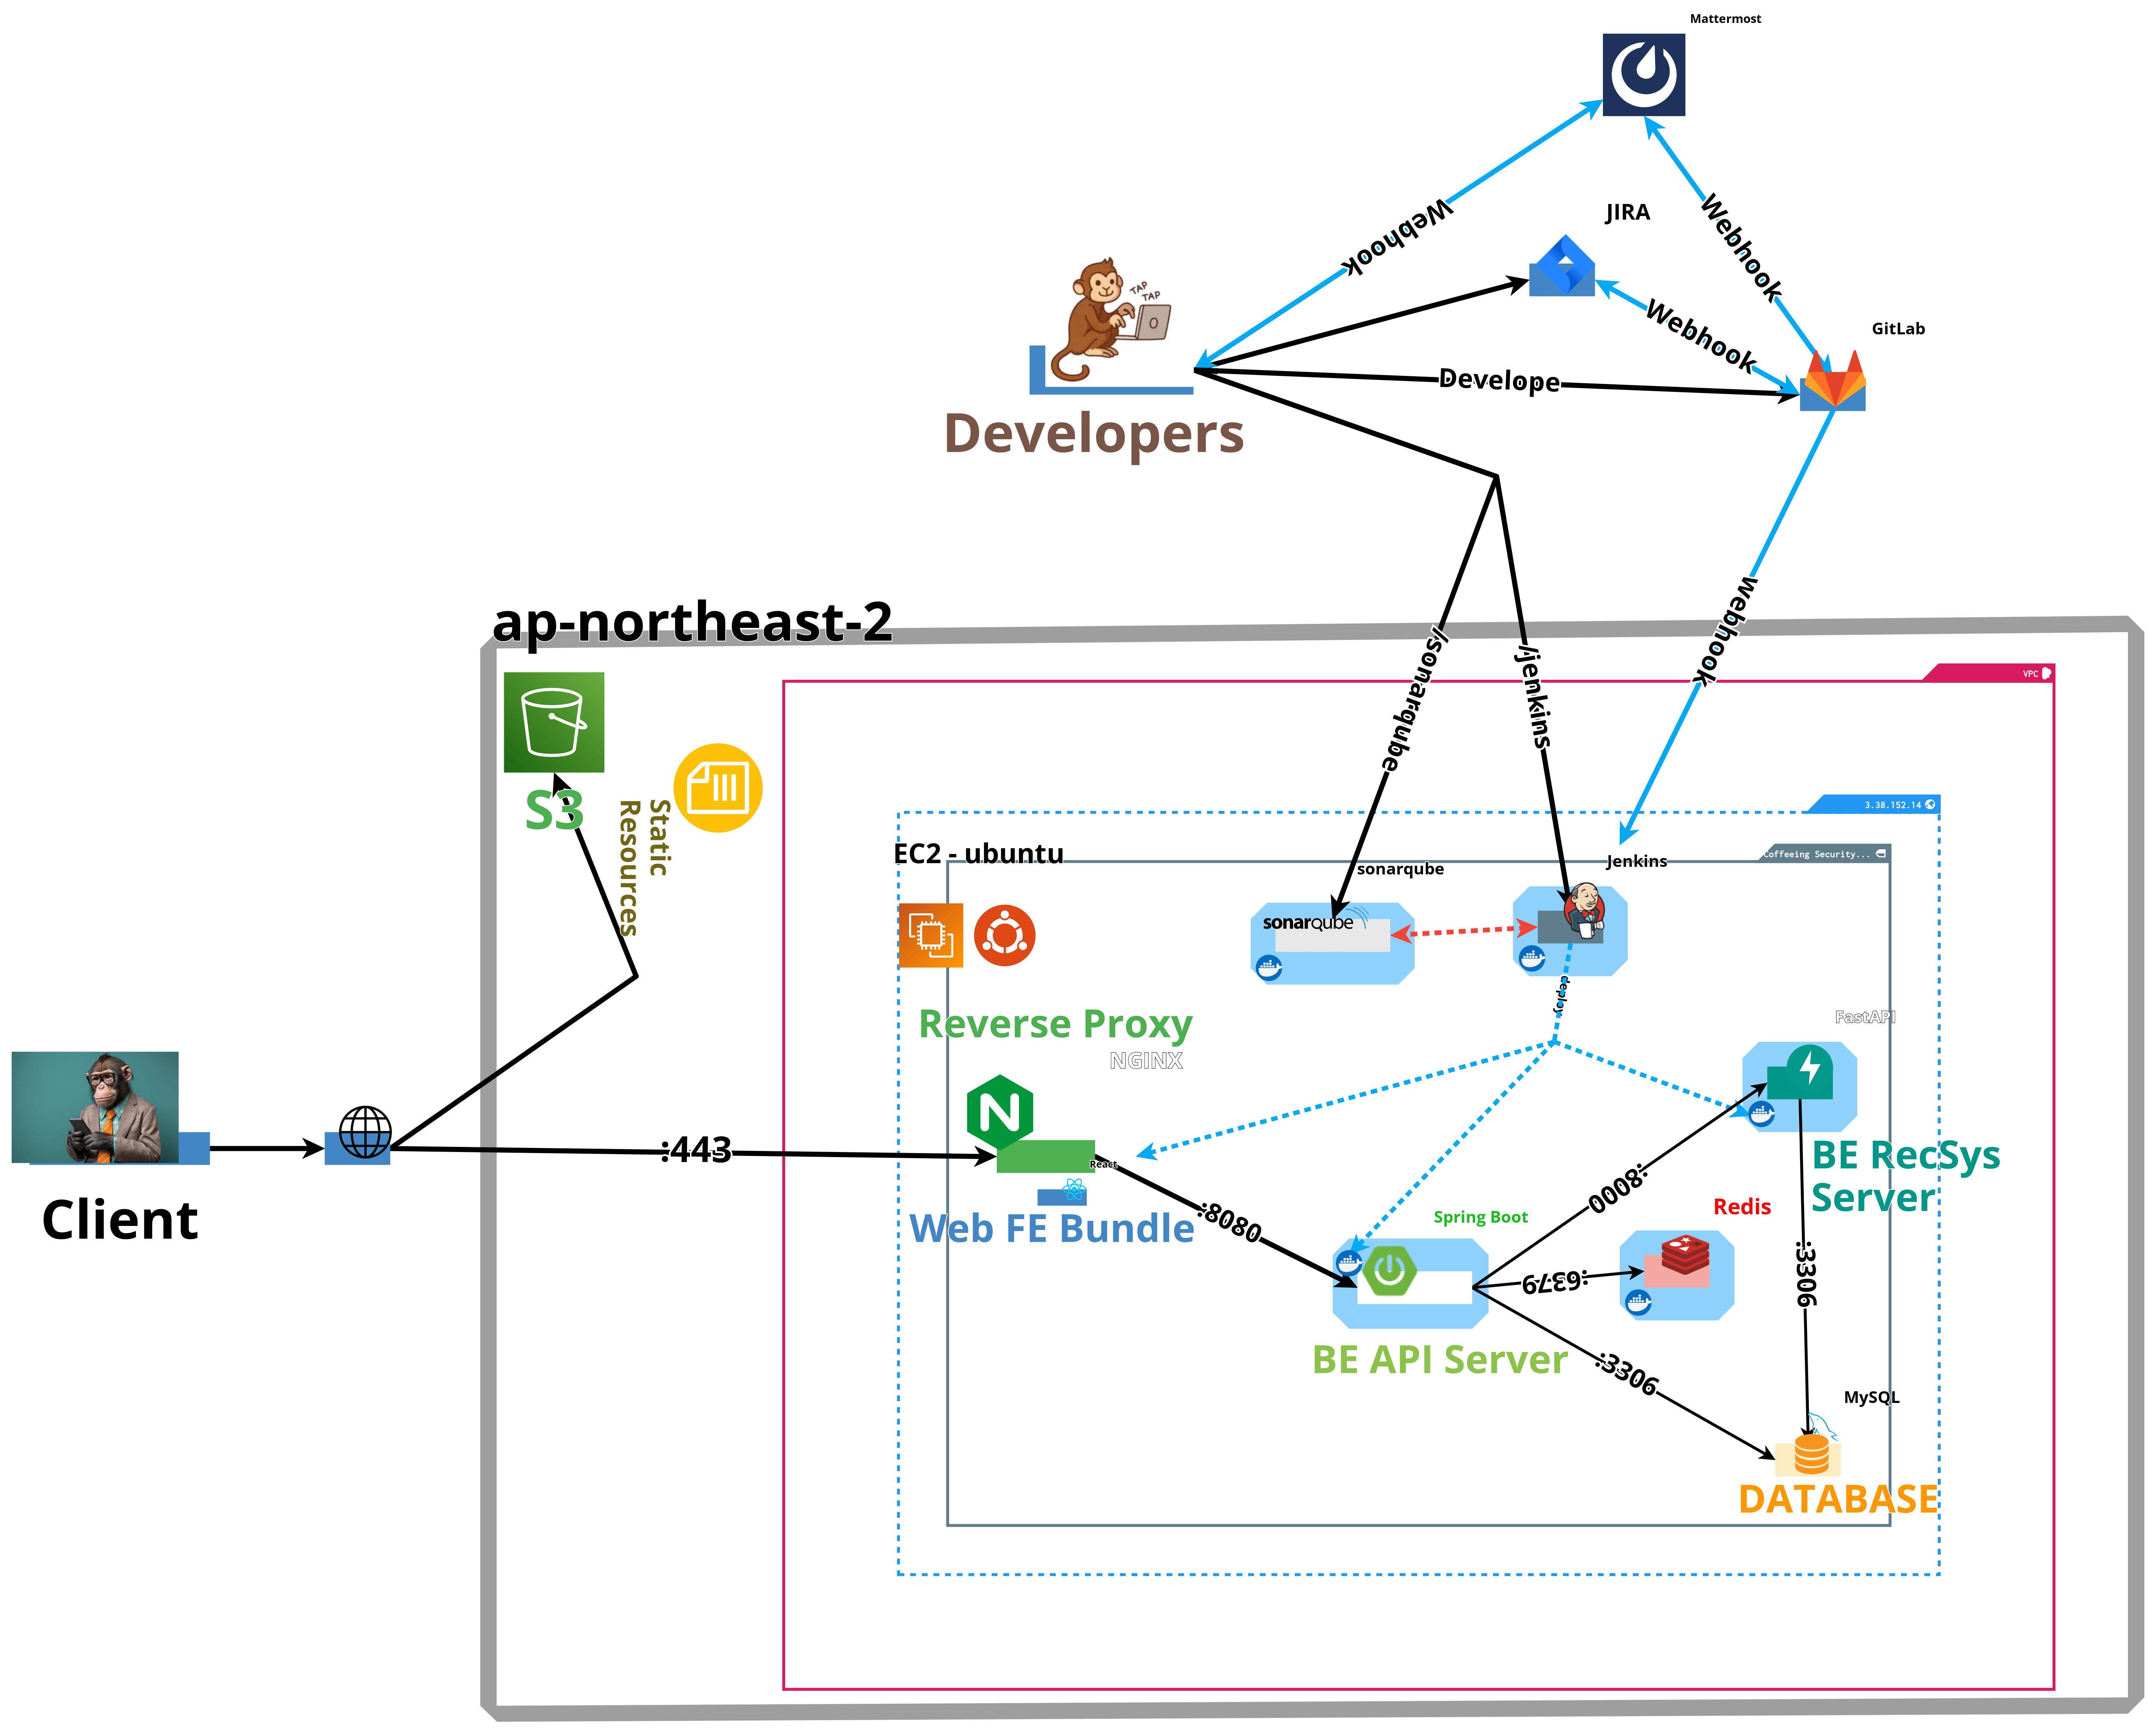 Mattermost
Webhook
Webhook
JIRA
TAP
TAP
Webhook
GitLab
Develope
Developers
webhook
ap-northeast-2
/sonarqube
/jenkins
VPC
S3
Static
Resources
3.38.152.14
EC2 - ubuntu
Coffeeing Security...
sonarqube
Jenkins
sonarqube
deploy
Reverse Proxy
NGINX
FastAPI
N
:443
React
BE RecSys
Server
:8000
Client
Web FE Bundle
:8080
Spring Boot
Redis
:6379
:3306
BE API Server
:3306
MySQL
DATABASE